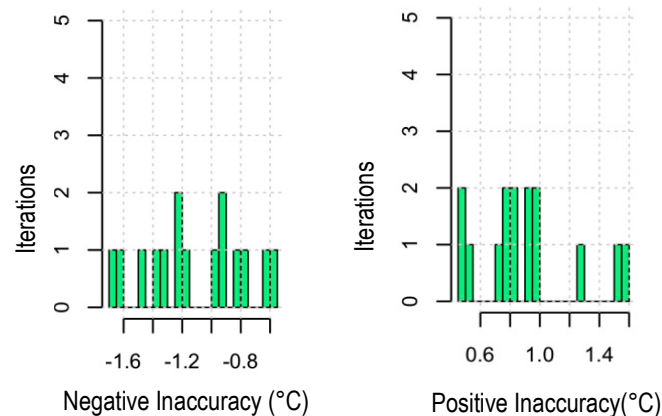 5
4
3
2
1
0
Iterations
-1.6 -1.2 -0.8
Negative Inaccuracy (°C)
5
4
3
2
1
0
Iterations
0.6 1.0 1.4
Positive Inaccuracy(°C)